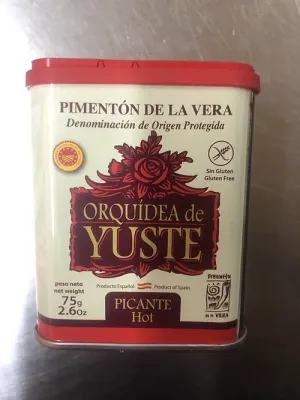 PIMENTÓN DE LA VERA
Denominación de Origen Protegida
Sin Gluten
Gluten Free
ORQUÍDEA de
YUSTE
peso neto
net weight
75g
2.6Oz
Producto Español
Product of Spain
PICANTE
Hot
PIMENTÓN
DE LA VERA